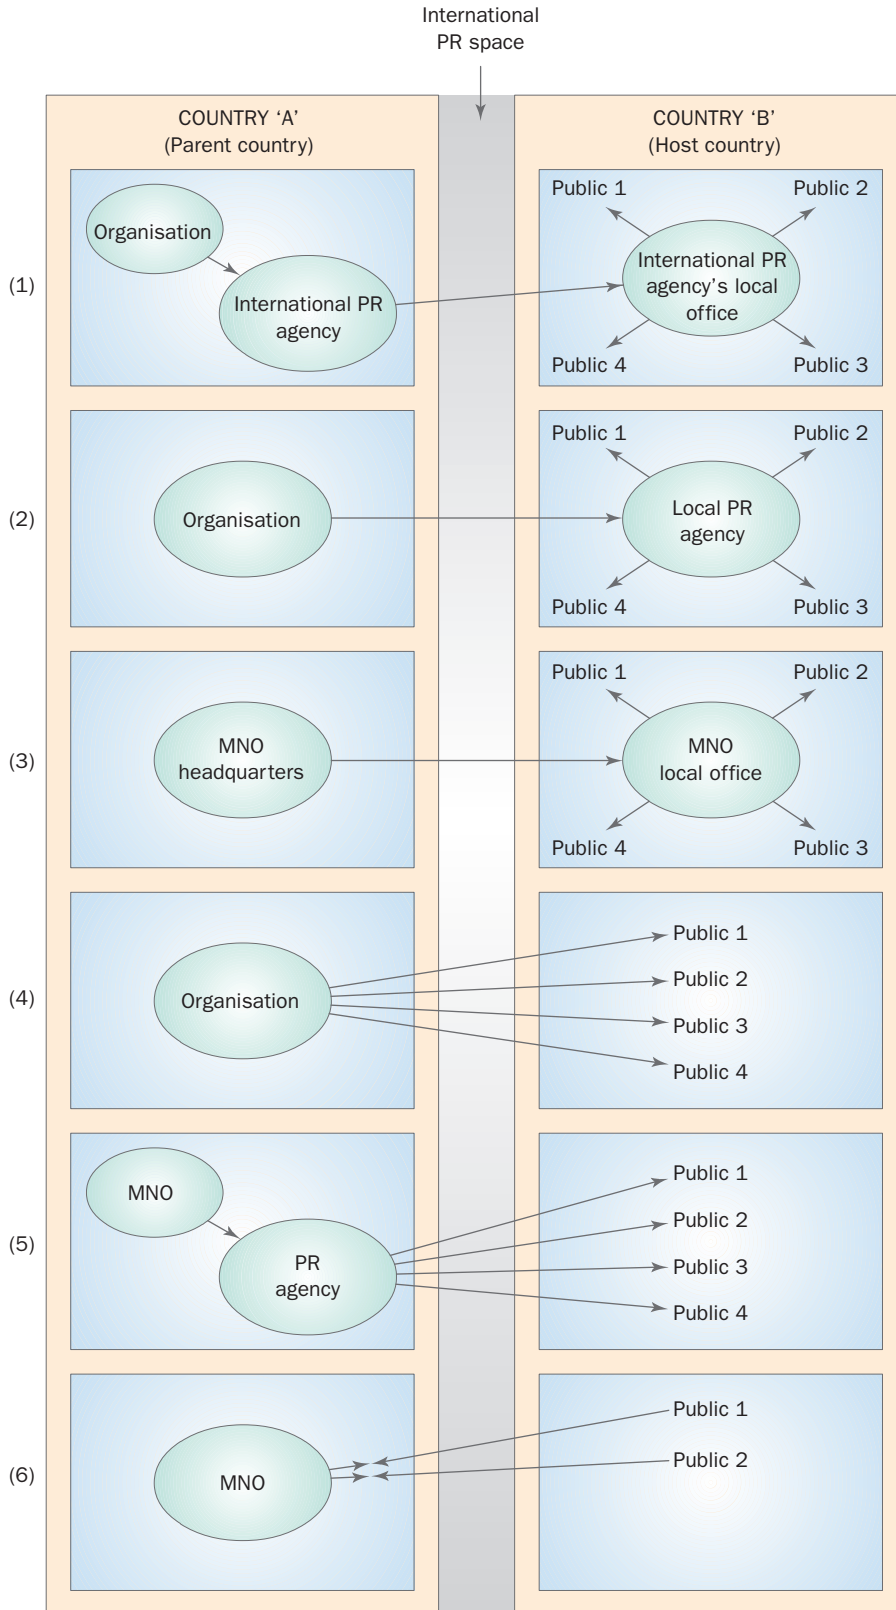 International
PR space
COUNTRY ‘A’
(Parent country)
COUNTRY ‘B’
(Host country)
(1)
Organisation
International PR
agency
Public 1
Public 2
International PR
agency’s local
office
Public 4
Public 3
(2)
Organisation
Public 1
Public 2
Local PR
agency
Public 4
Public 3
(3)
MNO
headquarters
Public 1
Public 2
MNO
local office
Public 4
Public 3
(4)
Organisation
Public 1
Public 2
Public 3
Public 4
(5)
MNO
PR
agency
Public 1
Public 2
Public 3
Public 4
(6)
MNO
Public 1
Public 2